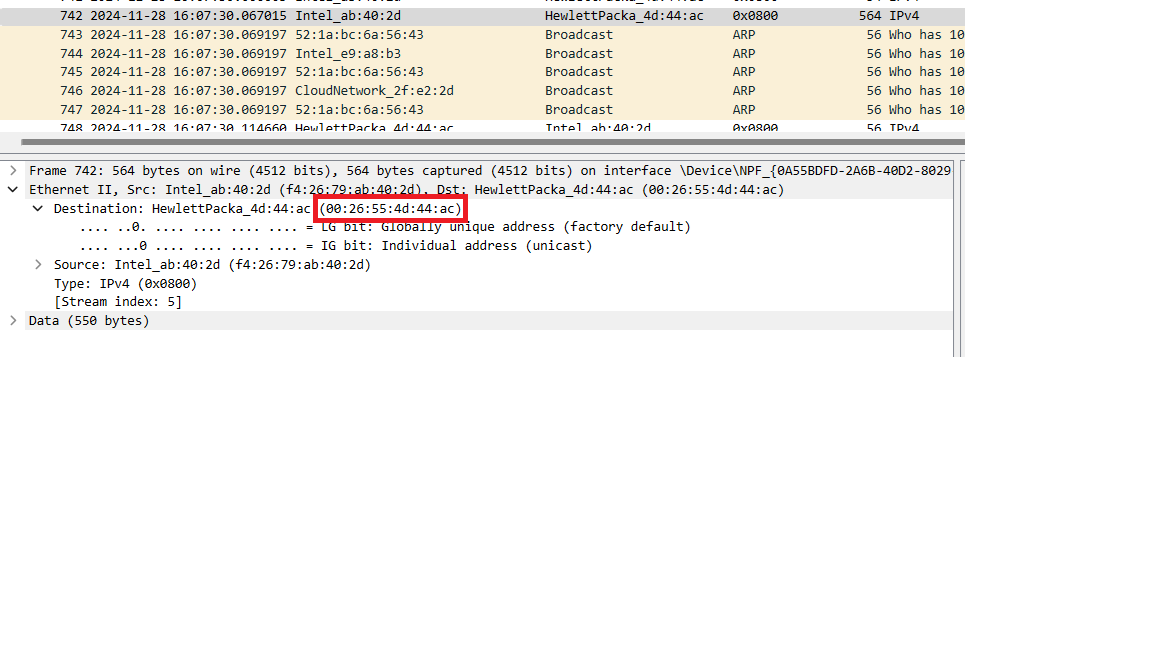 742 2024-11-28 16:07:30.067015 Intel_ab:40:2d HewlettPacka_4d:44:ac 0x0800 564 IPv4
743 2024-11-28 16:07:30.069197 52:1a:bc:6a:56:43 Broadcast ARP 56 Who has 10
744 2024-11-28 16:07:30.069197 Intel_e9:a8:b3 Broadcast ARP 56 Who has 10
745 2024-11-28 16:07:30.069197 52:1a:bc:6a:56:43 Broadcast ARP 56 Who has 10
746 2024-11-28 16:07:30.069197 CloudNetwork_2f:e2:2d Broadcast ARP 56 Who has 10
747 2024-11-28 16:07:30.069197 52:1a:bc:6a:56:43 Broadcast ARP 56 Who has 10
748 2024-11-28 16:07:30.114660 HewlettPacka_4d:44:ac Intel_ab:40:2d 0x0800 56 IPv4
Frame 742: 564 bytes on wire (4512 bits), 564 bytes captured (4512 bits) on interface \Device\NPF_{0A55BDFD-2A6B-40D2-8029-
Ethernet II, Src: Intel_ab:40:2d (f4:26:79:ab:40:2d), Dst: HewlettPacka_4d:44:ac (00:26:55:4d:44:ac)
Destination: HewlettPacka_4d:44:ac (00:26:55:4d:44:ac)
.... ..0. .... .... .... .... = LG bit: Globally unique address (factory default)
.... ...0 .... .... .... .... = IG bit: Individual address (unicast)
Source: Intel_ab:40:2d (f4:26:79:ab:40:2d)
Type: IPv4 (0x0800)
[Stream index: 5]
Data (550 bytes)